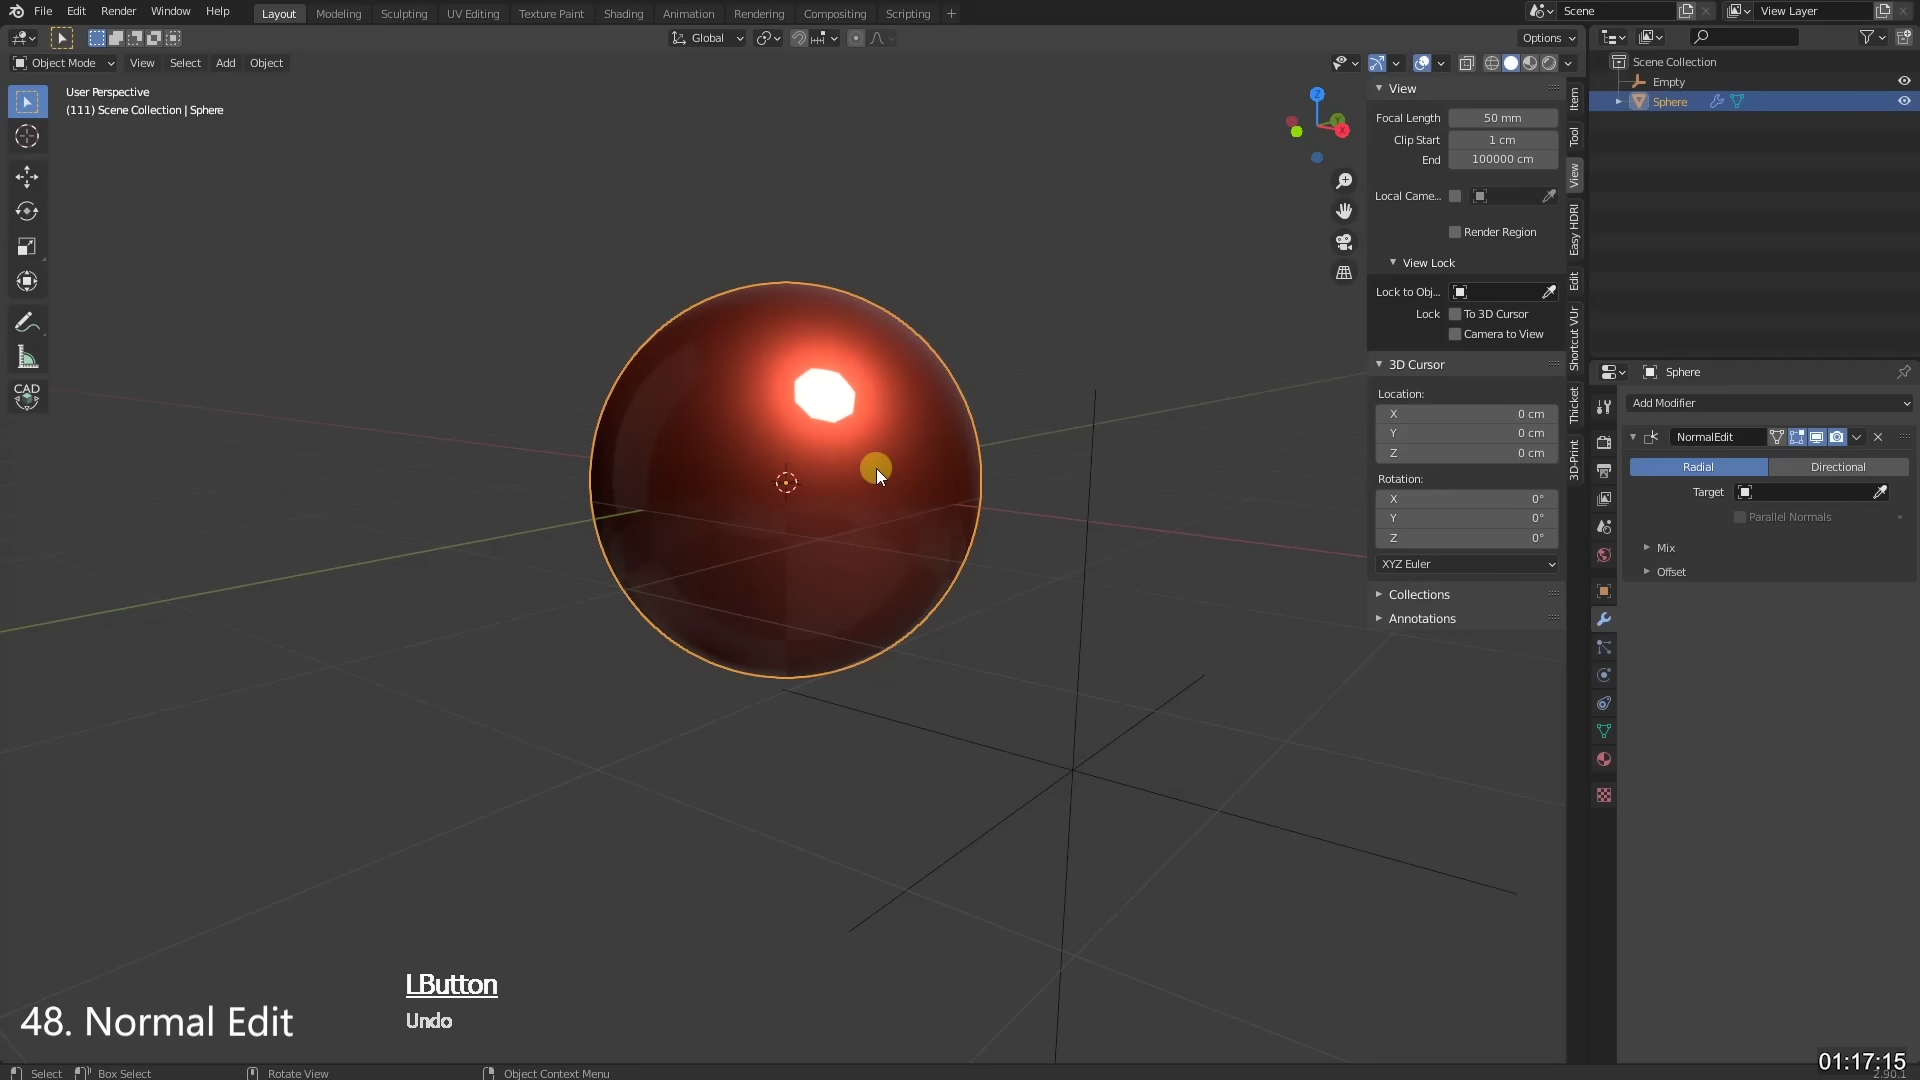 File Edit Render Window Help Layout Modeling Sculpting UV Editing Texture Paint Shading Animation Rendering Compositing Scripting + Scene View Layer
Global Options
Object Mode View Select Add Object
User Perspective
(111) Scene Collection | Sphere
CAD
Z
Y
X
View
Focal Length 50 mm
Clip Start 1 cm
End 100000 cm
Local Came...
Render Region
View Lock
Lock to Obj...
Lock To 3D Cursor
Camera to View
3D Cursor
Location:
X 0 cm
Y 0 cm
Z 0 cm
Rotation:
X 0°
Y 0°
Z 0°
XYZ Euler
Collections
Annotations
Item
Tool
View
Easy HDRI
Edit
Shortcut VUr
Thicket
3D-Print
Scene Collection
Empty
Sphere
Sphere
Add Modifier
NormalEdit
Radial Directional
Target
Parallel Normals
Mix
Offset
LButton
Undo
48. Normal Edit
01:17:15
Select Box Select Rotate View Object Context Menu
2.90.1